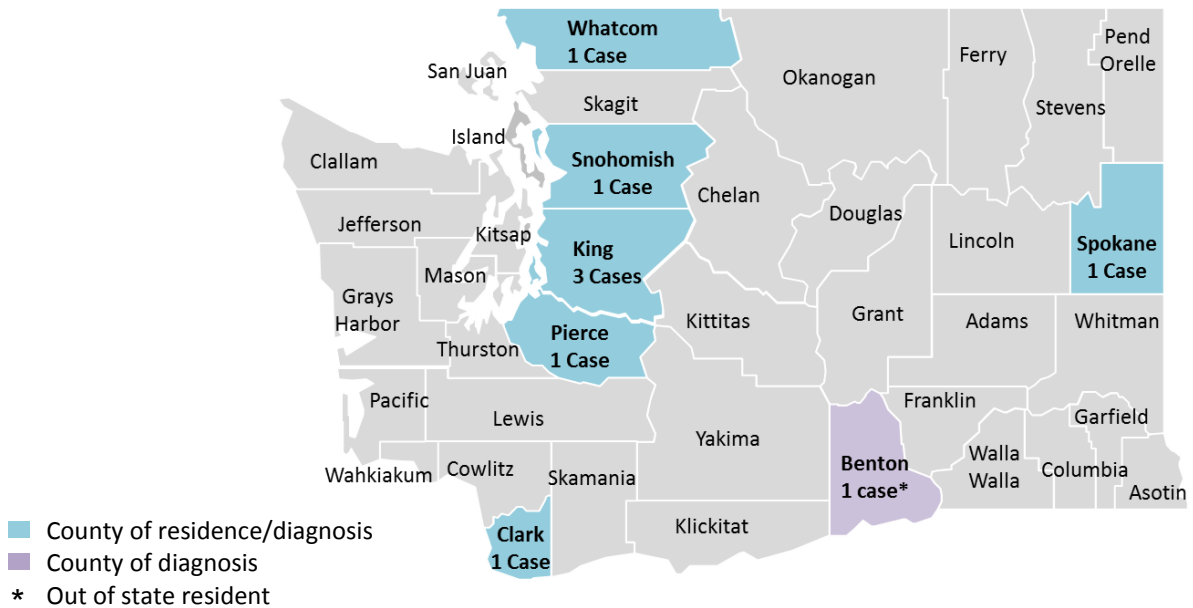 Whatcom
1 Case
San Juan
Skagit
Okanogan
Ferry
Pend
Orelle
Stevens
Island
Clallam
Snohomish
1 Case
Chelan
Douglas
Jefferson
Kitsap
Lincoln
Spokane
1 Case
King
3 Cases
Mason
Grays
Harbor
Thurston
Pierce
1 Case
Kittitas
Grant
Adams
Whitman
Pacific
Lewis
Yakima
Franklin
Garfield
Benton
1 case*
Walla
Walla
Columbia
Asotin
Wahkiakum
Cowlitz
Skamania
Klickitat
Clark
1 Case
County of residence/diagnosis
County of diagnosis
* Out of state resident